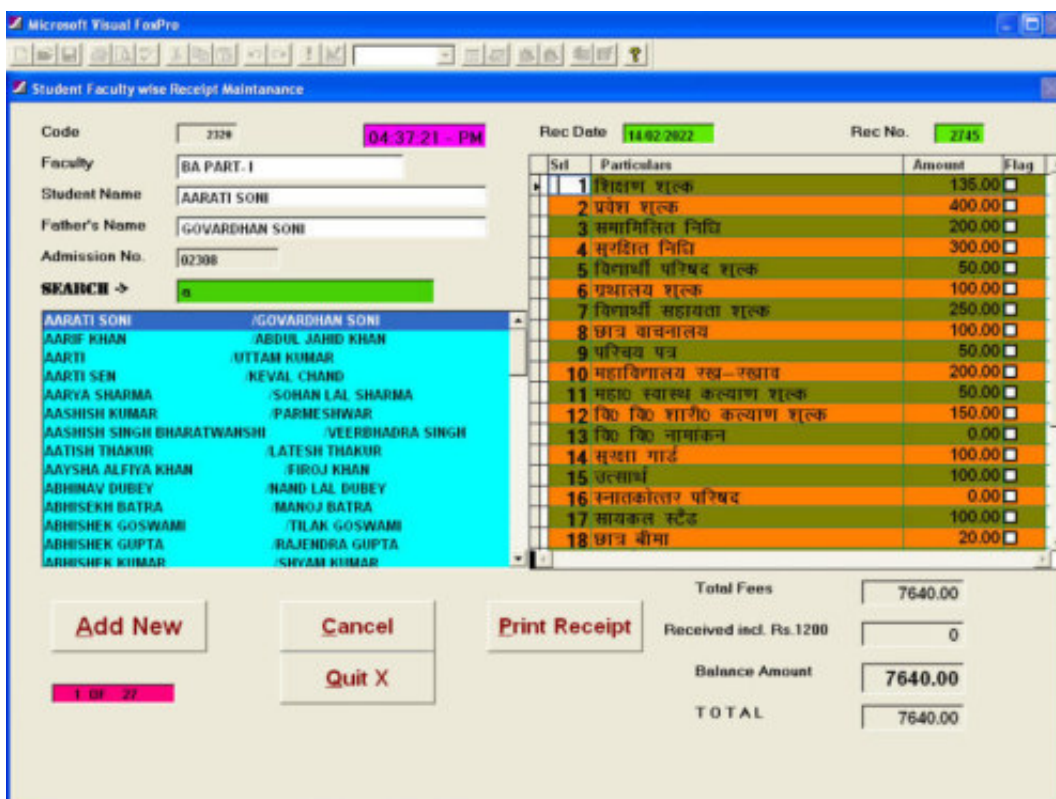 Microsoft Visual FoxPro
Student Faculty wise Receipt Maintanance
Code 2320 04:37:21 - PM
Faculty BA PART- I
Student Name AARATI SONI
Father's Name GOVARDHAN SONI
Admission No. 02308
SEARCH -> a
AARATI SONI /GOVARDHAN SONI
AARIF KHAN /ABDUL JAHID KHAN
AARTI /UTTAM KUMAR
AARTI SEN /KEVAL CHAND
AARYA SHARMA /SOHAN LAL SHARMA
AASHISH KUMAR /PARMESHWAR
AASHISH SINGH BHARATWANSHI /VEERBHADRA SINGH
AATISH THAKUR /LATESH THAKUR
AAYSHA ALFIYA KHAN /FIROJ KHAN
ABHINAV DUBEY /NAND LAL DUBEY
ABHISEKH BATRA /MANOJ BATRA
ABHISHEK GOSWAMI /TILAK GOSWAMI
ABHISHEK GUPTA /RAJENDRA GUPTA
ABHISHEK KUMAR /SHYAM KUMAR
Rec Date 14/02/2022 Rec No. 2745
Srl Particulars Amount Flag
1 शिक्षण शुल्क 135.00
2 प्रवेश शुल्क 400.00
3 समामिलित निधि 200.00
4 सुरक्षित निधि 300.00
5 विद्यार्थी परिषद शुल्क 50.00
6 ग्रंथालय शुल्क 100.00
7 विद्यार्थी सहायता शुल्क 250.00
8 छात्र वाचनालय 100.00
9 परिचय पत्र 50.00
10 महाविद्यालय रख-रखाव 200.00
11 महा0 स्वास्थ कल्याण शुल्क 50.00
12 वि0 वि0 शारी0 कल्याण शुल्क 150.00
13 वि0 वि0 नामांकन 0.00
14 सुरक्षा गार्ड 100.00
15 100.00
16 स्नातकोत्तर परिषद 0.00
17 सायकल स्टैंड 100.00
18 छात्र बीमा 20.00
Add New Cancel Print Receipt
Quit X
1 OF 27
Total Fees 7640.00
Received incl. Rs.1200 0
Balance Amount 7640.00
T O T A L 7640.00